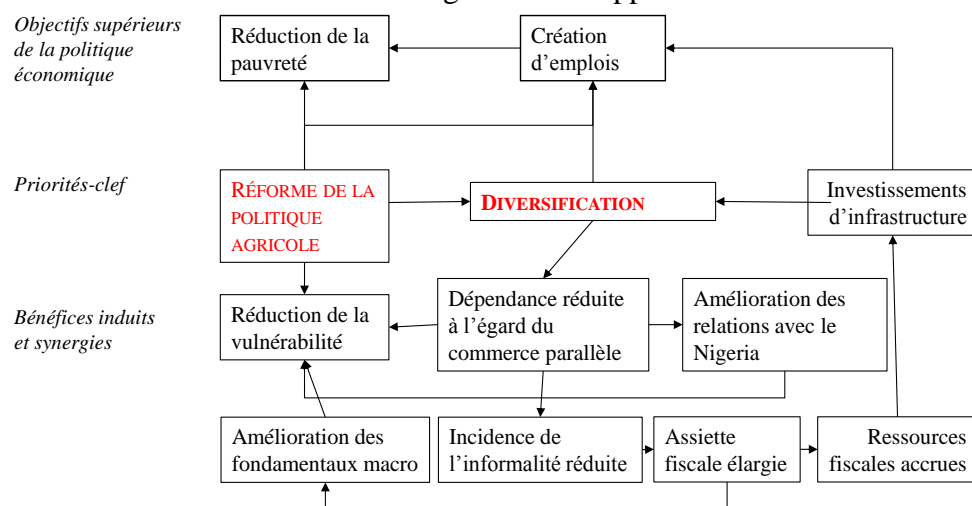 Objectifs supérieurs
de la politique
économique
Réduction de la
pauvreté
Création
d'emplois
Priorités-clef
RÉFORME DE LA
POLITIQUE
AGRICOLE
DIVERSIFICATION
Investissements
d'infrastructure
Bénéfices induits
et synergies
Réduction de la
vulnérabilité
Dépendance réduite
à l'égard du
commerce parallèle
Amélioration des
relations avec le
Nigeria
Amélioration des
fondamentaux macro
Incidence de
l'informalité réduite
Assiette
fiscale élargie
Ressources
fiscales accrues